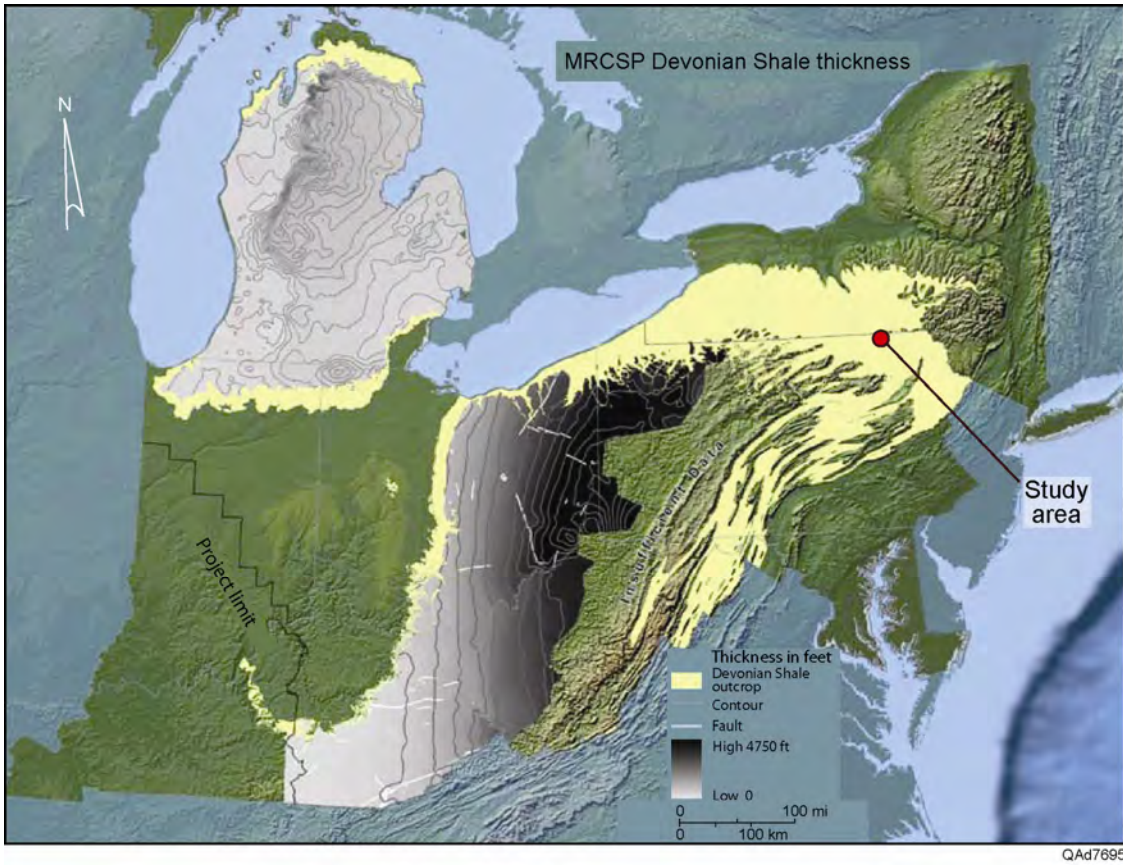 MRCSP Devonian Shale thickness
N
Project limit
Insufficient Data
Study
area
Thickness in feet
Devonian Shale
outcrop
Contour
Fault
High 4750 ft
Low 0
0 100 mi
0 100 km
QAd7695